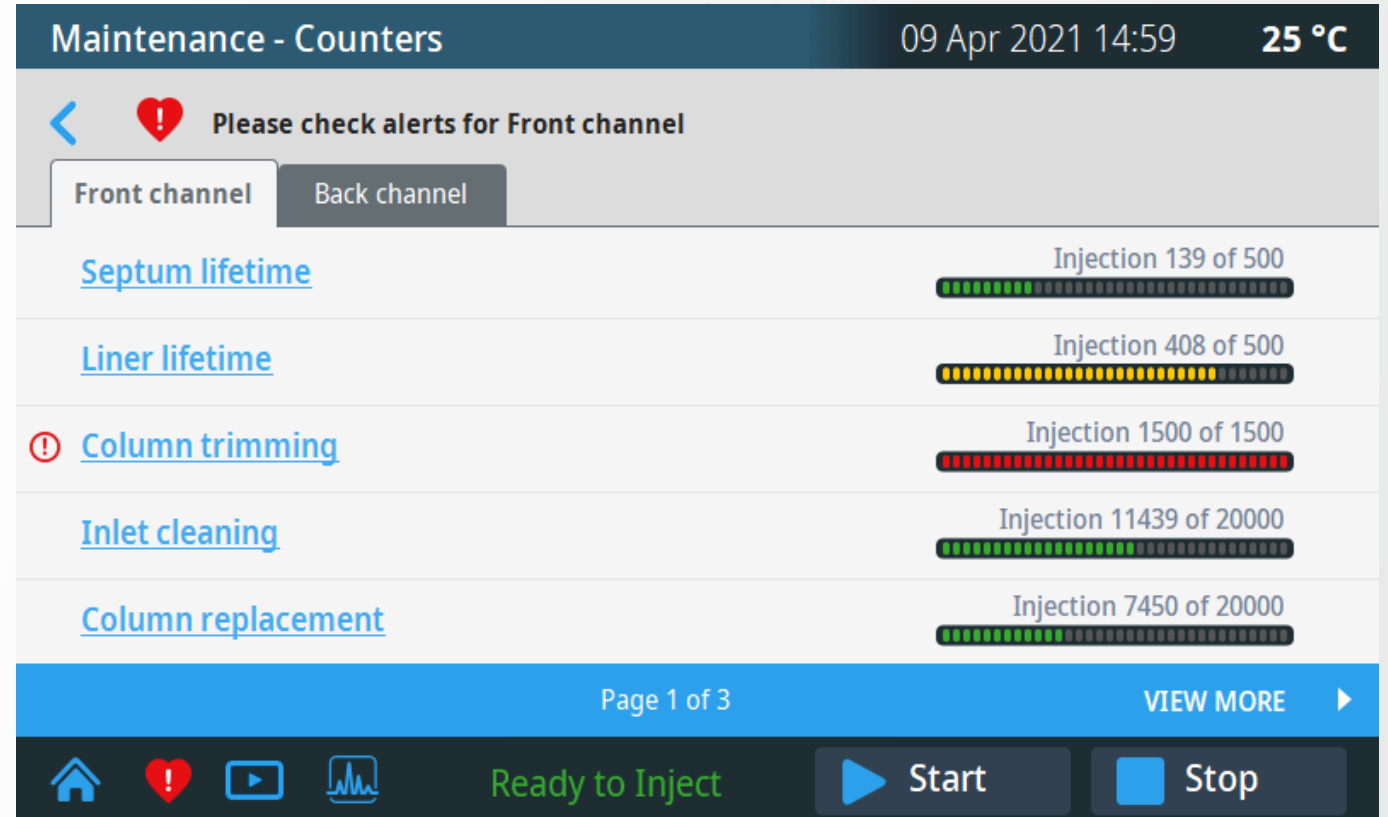 Maintenance - Counters 09 Apr 2021 14:59 25 °C
Please check alerts for Front channel
Front channel Back channel
Septum lifetime Injection 139 of 500
Liner lifetime Injection 408 of 500
Column trimming Injection 1500 of 1500
Inlet cleaning Injection 11439 of 20000
Column replacement Injection 7450 of 20000
Page 1 of 3 VIEW MORE
Ready to Inject Start Stop